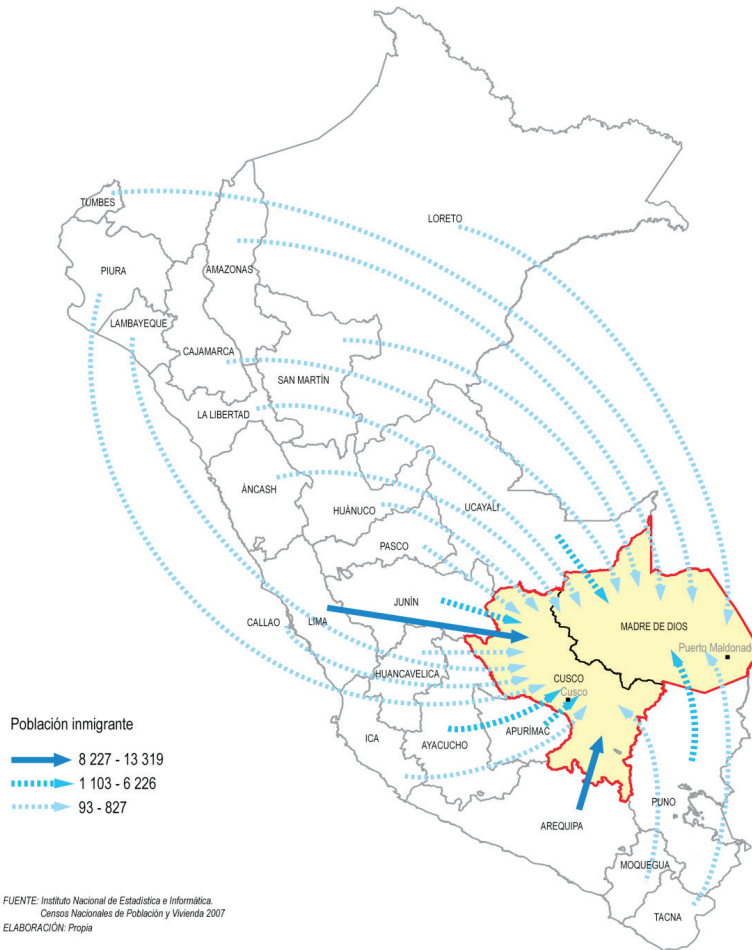 TUMBES
LORETO
PIURA
AMAZONAS
LAMBAYEQUE
CAJAMARCA
SAN MARTÍN
LA LIBERTAD
ÁNCASH
HUÁNUCO
UCAYALI
PASCO
JUNÍN
CALLAO
LIMA
MADRE DE DIOS
Puerto Maldonado
HUANCAVELICA
CUSCO
Cusco
ICA
AYACUCHO
APURÍMAC
PUNO
AREQUIPA
MOQUEGUA
TACNA
Población inmigrante
8 227 - 13 319
1 103 - 6 226
93 - 827
FUENTE: Instituto Nacional de Estadística e Informática.
Censos Nacionales de Población y Vivienda 2007
ELABORACIÓN: Propia